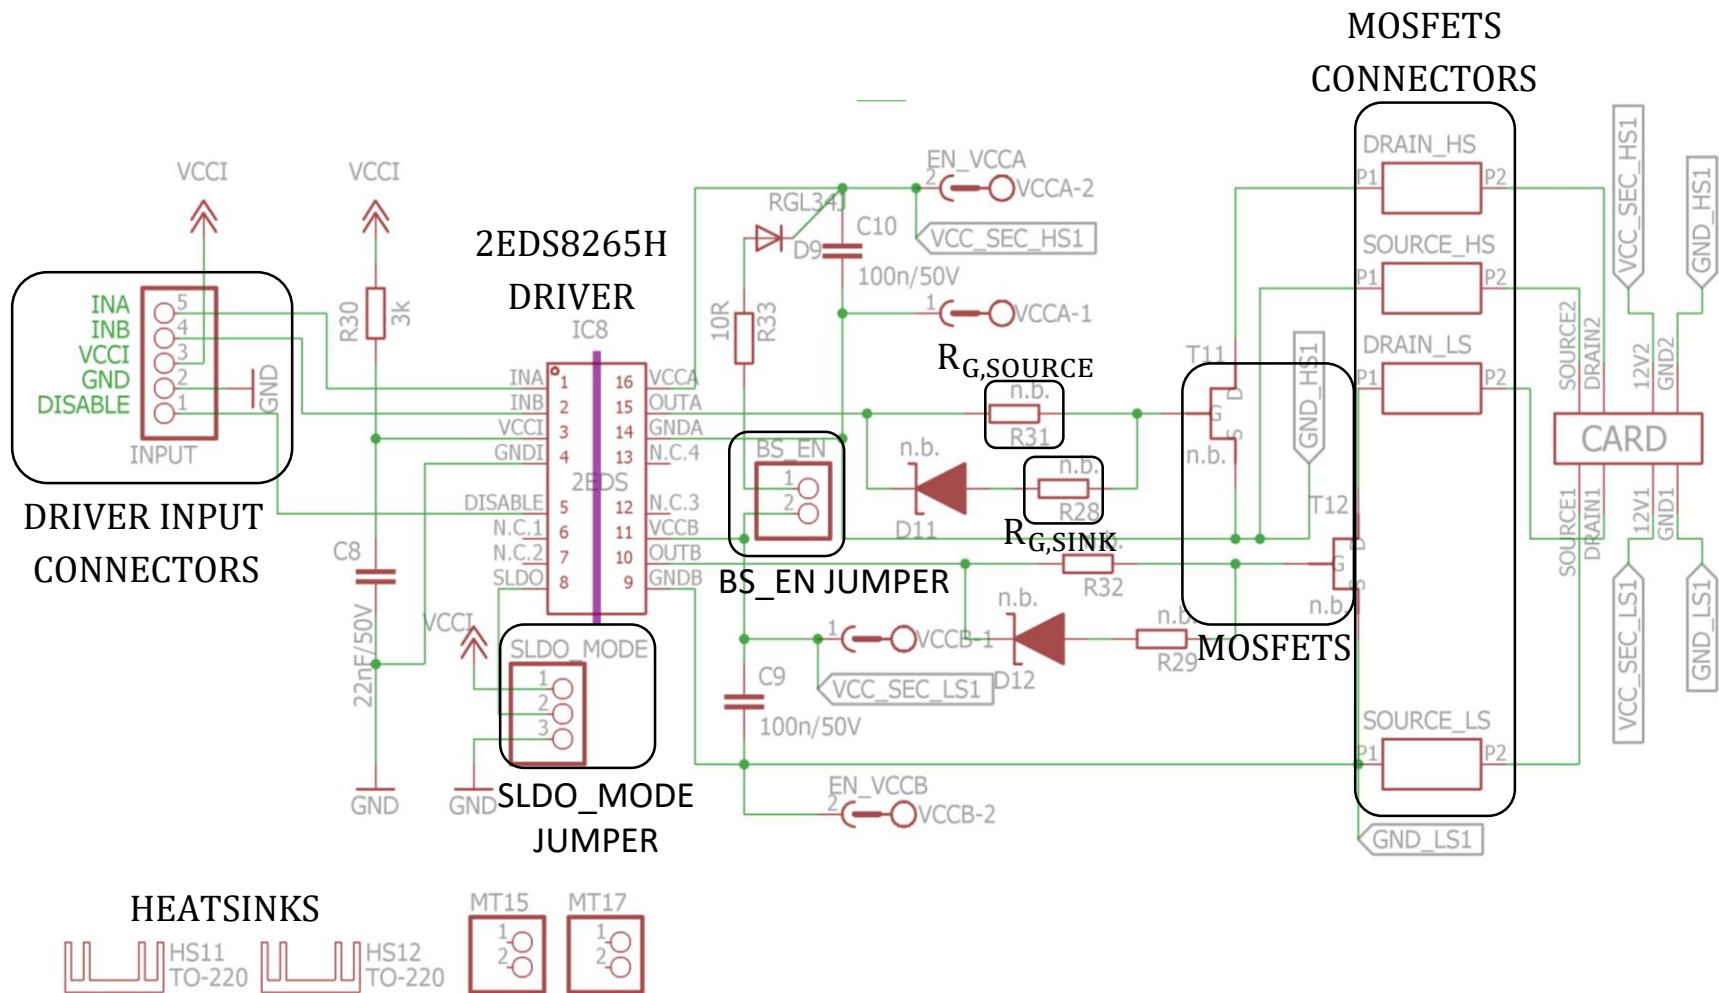 MOSFETS
CONNECTORS
VCCI
VCCI
2EDS8265H
DRIVER
IC8
EN_VCCA
2
VCCA-2
RGL34J
D9
C10
100n/50V
VCC_SEC_HS1
1
VCCA-1
10R
R33
DRAIN_HS
P1
P2
SOURCE_HS
P1
P2
DRAIN_LS
P1
P2
SOURCE_LS
P1
P2
VCC_SEC_HS1
GND_HS1
INA
INB
VCCI
GND
DISABLE
5
4
3
2
1
INPUT
GND
DRIVER INPUT
CONNECTORS
R30
3k
C8
22nF/50V
GND
INA
INB
VCCI
GNDI
DISABLE
N.C.1
N.C.2
SLDO
1
2
3
4
5
6
7
8
2EDS
16
15
14
13
12
11
10
9
VCCA
OUTA
GNDA
N.C.4
N.C.3
VCCB
OUTB
GNDB
BS_EN
1
2
BS_EN JUMPER
RG,SOURCE
n.b.
R31
n.b.
D11
n.b.
R28
RG,SINK
n.b.
R32
n.b.
D12
n.b.
R29
T11
G
D
S
n.b.
GND_HS1
T12
G
D
S
n.b.
MOSFETS
SOURCE2
DRAIN2
12V2
GND2
CARD
SOURCE1
DRAIN1
12V1
GND1
VCC_SEC_LS1
GND_LS1
VCCI
SLDO_MODE
1
2
3
GND
SLDO_MODE
JUMPER
1
VCCB-1
VCC_SEC_LS1
C9
100n/50V
EN_VCCB
2
VCCB-2
GND_LS1
HEATSINKS
HS11
TO-220
HS12
TO-220
MT15
1
2
MT17
1
2